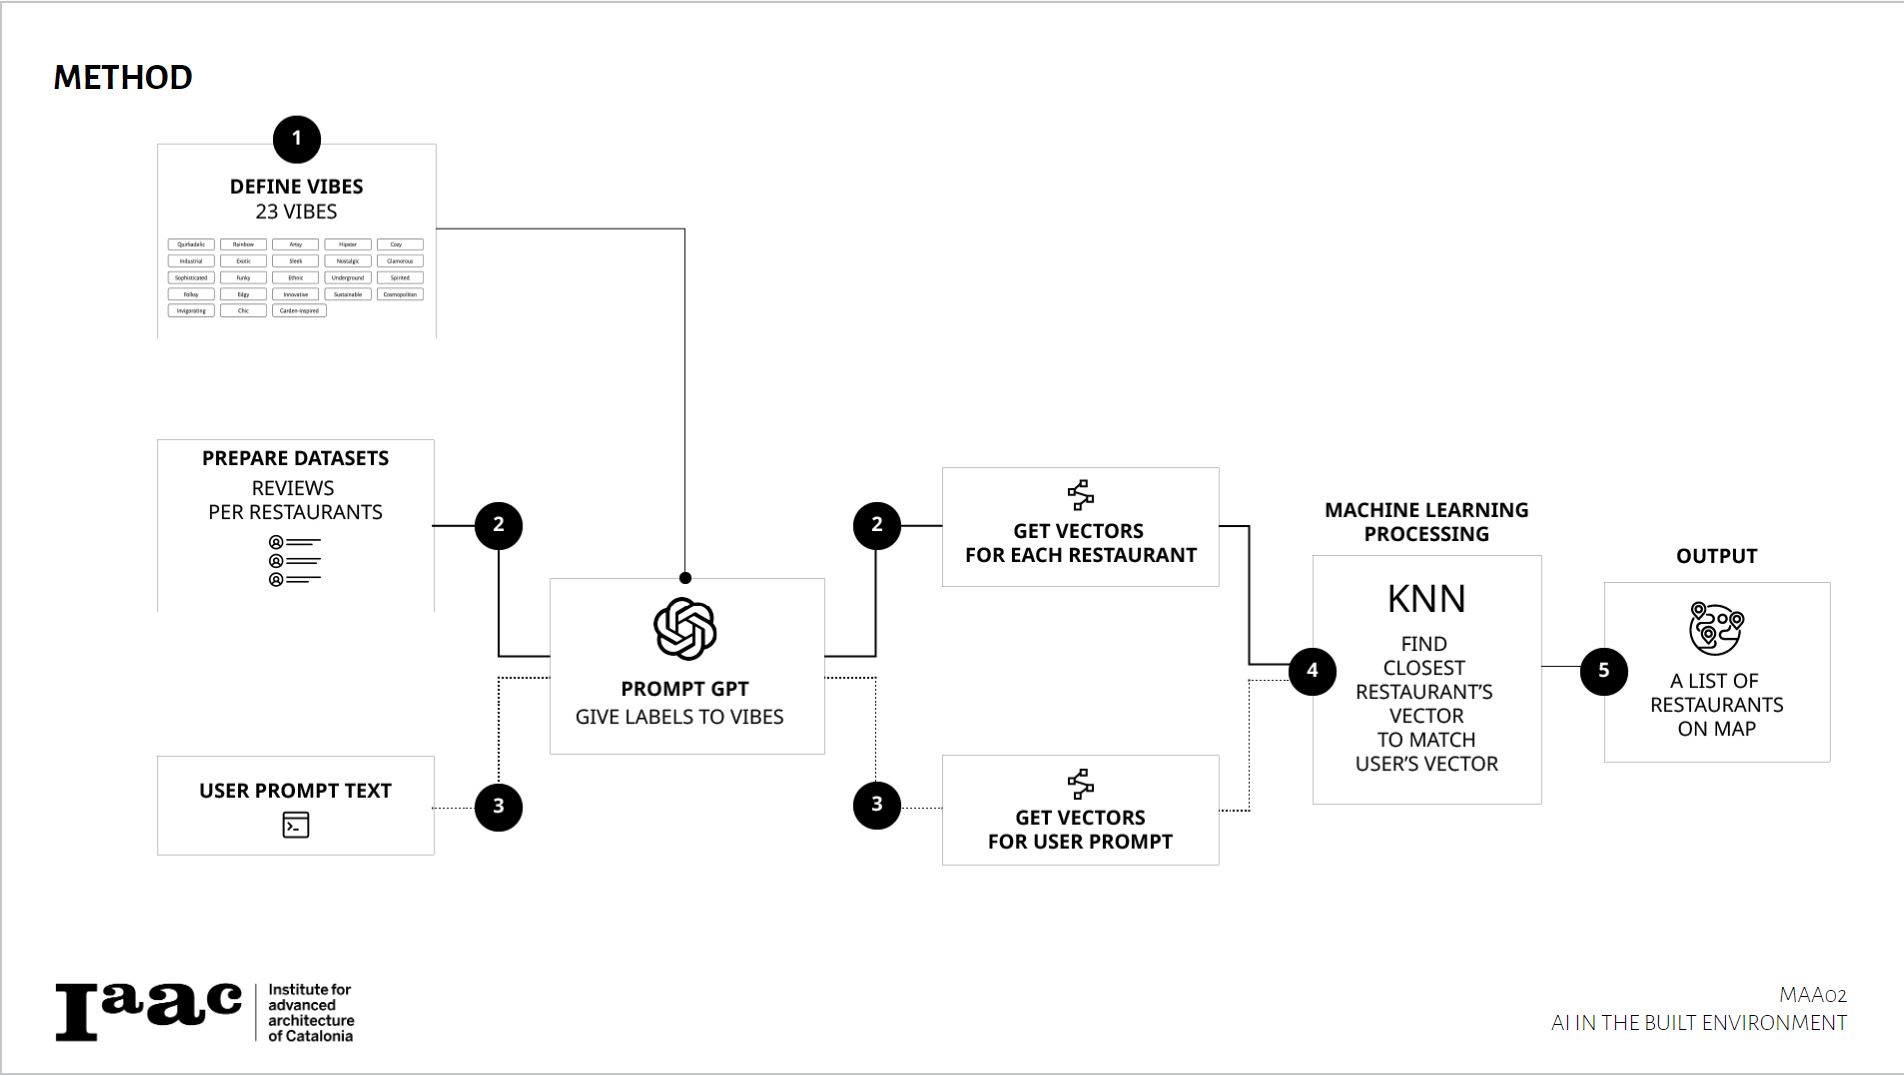 METHOD
1
DEFINE VIBES
23 VIBES
Quirkadelic Rainbow Artsy Hipster Cozy
Industrial Exotic Sleek Nostalgic Glamorous
Sophisticated Funky Ethnic Underground Spirited
Folksy Edgy Innovative Sustainable Cosmopolitan
Invigorating Chic Garden-inspired
PREPARE DATASETS
REVIEWS
PER RESTAURANTS
2
PROMPT GPT
GIVE LABELS TO VIBES
USER PROMPT TEXT
3
2
GET VECTORS
FOR EACH RESTAURANT
3
GET VECTORS
FOR USER PROMPT
MACHINE LEARNING
PROCESSING
4
KNN
FIND
CLOSEST
RESTAURANT'S
VECTOR
TO MATCH
USER'S VECTOR
OUTPUT
5
A LIST OF
RESTAURANTS
ON MAP
Iaac
Institute for
advanced
architecture
of Catalonia
MAA02
AI IN THE BUILT ENVIRONMENT